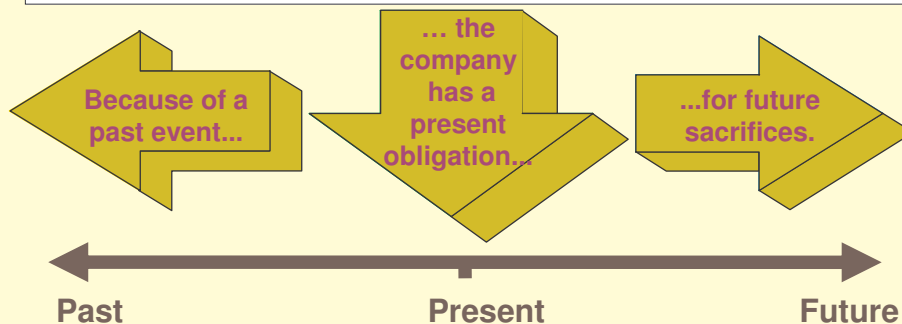 Because of a
past event...
... the
company
has a
present
obligation...
...for future
sacrifices.
Past
Present
Future